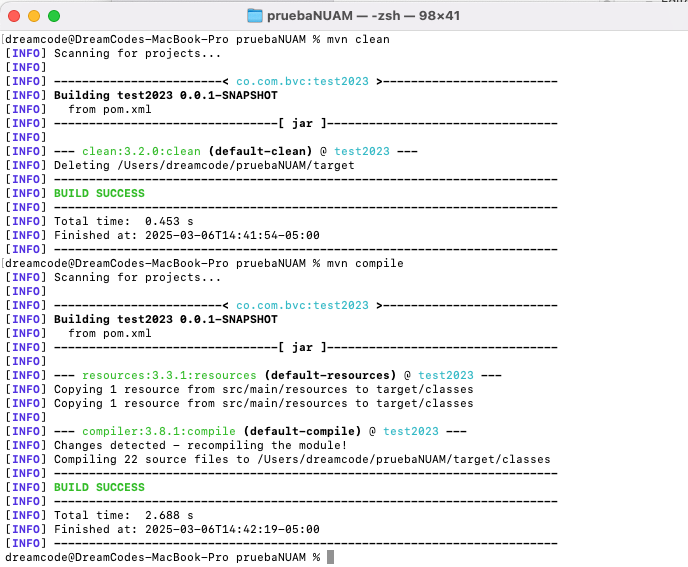 pruebaNUAM — -zsh — 98×41
[dreamcode@DreamCodes-MacBook-Pro pruebaNUAM % mvn clean
[INFO] Scanning for projects...
[INFO]
[INFO] ------------------------< co.com.bvc:test2023 >-------------------------
[INFO] Building test2023 0.0.1-SNAPSHOT
[INFO]   from pom.xml
[INFO] --------------------------------[ jar ]---------------------------------
[INFO]
[INFO] --- clean:3.2.0:clean (default-clean) @ test2023 ---
[INFO] Deleting /Users/dreamcode/pruebaNUAM/target
[INFO] ------------------------------------------------------------------------
[INFO] BUILD SUCCESS
[INFO] ------------------------------------------------------------------------
[INFO] Total time:  0.453 s
[INFO] Finished at: 2025-03-06T14:41:54-05:00
[INFO] ------------------------------------------------------------------------
[dreamcode@DreamCodes-MacBook-Pro pruebaNUAM % mvn compile
[INFO] Scanning for projects...
[INFO]
[INFO] ------------------------< co.com.bvc:test2023 >-------------------------
[INFO] Building test2023 0.0.1-SNAPSHOT
[INFO]   from pom.xml
[INFO] --------------------------------[ jar ]---------------------------------
[INFO]
[INFO] --- resources:3.3.1:resources (default-resources) @ test2023 ---
[INFO] Copying 1 resource from src/main/resources to target/classes
[INFO] Copying 1 resource from src/main/resources to target/classes
[INFO]
[INFO] --- compiler:3.8.1:compile (default-compile) @ test2023 ---
[INFO] Changes detected - recompiling the module!
[INFO] Compiling 22 source files to /Users/dreamcode/pruebaNUAM/target/classes
[INFO] ------------------------------------------------------------------------
[INFO] BUILD SUCCESS
[INFO] ------------------------------------------------------------------------
[INFO] Total time:  2.688 s
[INFO] Finished at: 2025-03-06T14:42:19-05:00
[INFO] ------------------------------------------------------------------------
dreamcode@DreamCodes-MacBook-Pro pruebaNUAM %